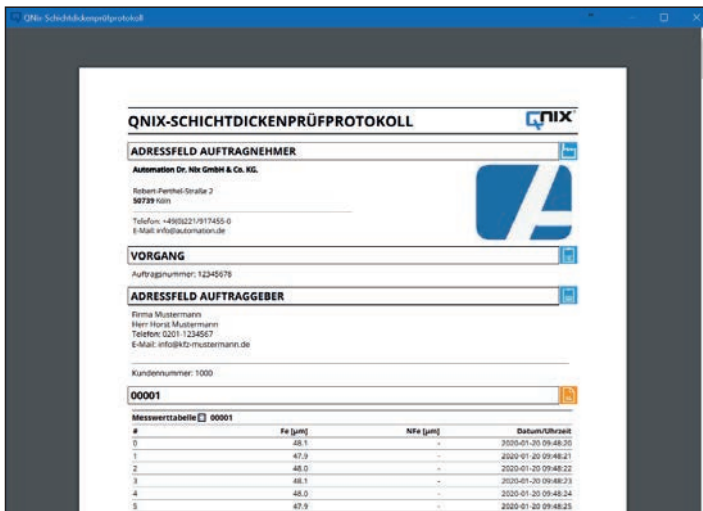 QNix-Schichtdickenprüfprotokoll
QNIX-SCHICHTDICKENPRÜFPROTOKOLL
QNIX
ADRESSFELD AUFTRAGNEHMER
Automation Dr. Nix GmbH & Co. KG.
Robert-Perthel-Straße 2
50739 Köln
Telefon: +49(0)221/917455-0
E-Mail: info@automation.de
VORGANG
Auftragsnummer: 12345678
ADRESSFELD AUFTRAGGEBER
Firma Mustermann
Herr Horst Mustermann
Telefon: 0201-1234567
E-Mail: info@kfz-mustermann.de
Kundennummer: 1000
00001
Messwerttabelle 00001
# Fe [µm] NFe [µm] Datum/Uhrzeit
0 48.1 - 2020-01-20 09:48:20
1 47.9 - 2020-01-20 09:48:21
2 48.0 - 2020-01-20 09:48:22
3 48.1 - 2020-01-20 09:48:23
4 48.0 - 2020-01-20 09:48:24
5 47.9 - 2020-01-20 09:48:25